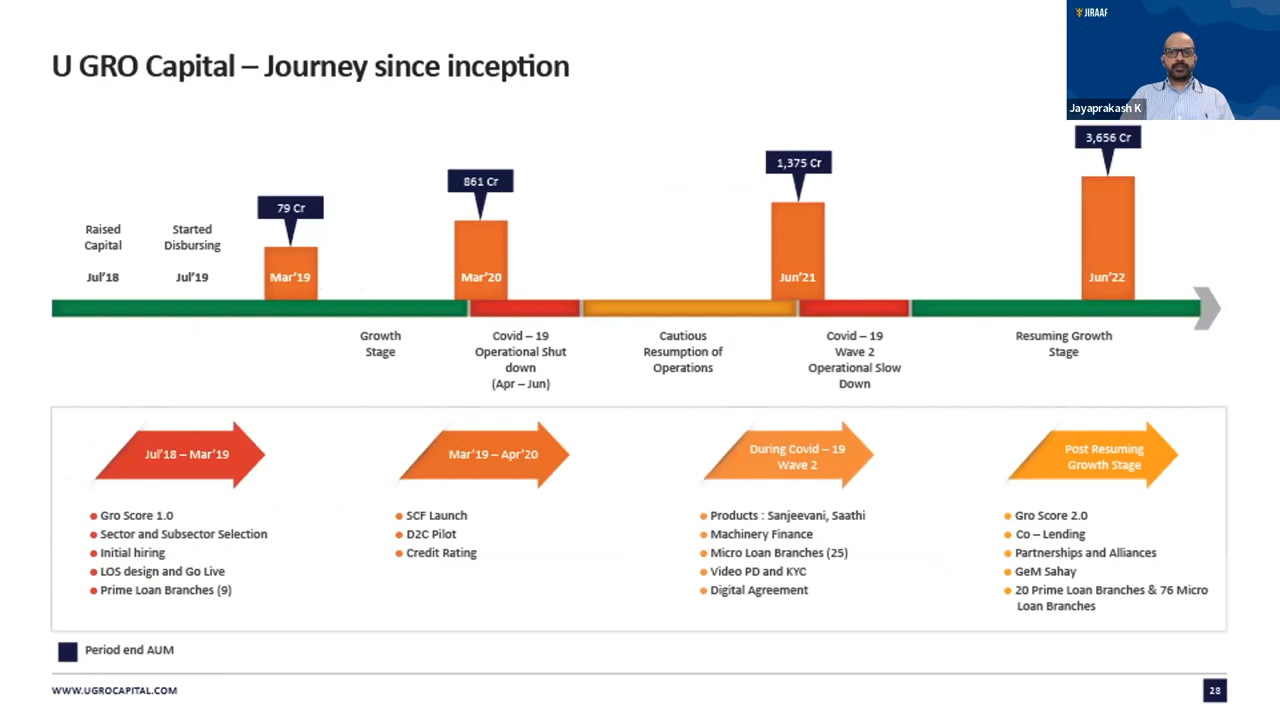 JIRAAF
U GRO Capital – Journey since inception
Jayaprakash K
3,656 Cr
1,375 Cr
861 Cr
79 Cr
Raised
Capital
Jul'18
Started
Disbursing
Jul'19
Mar'19
Mar'20
Jun'21
Jun'22
Growth
Stage
Covid – 19
Operational Shut
down
(Apr – Jun)
Cautious
Resumption of
Operations
Covid – 19
Wave 2
Operational Slow
Down
Resuming Growth
Stage
Jul'18 – Mar'19
Gro Score 1.0
Sector and Subsector Selection
Initial hiring
LOS design and Go Live
Prime Loan Branches (9)
Mar'19 – Apr'20
SCF Launch
D2C Pilot
Credit Rating
During Covid – 19
Wave 2
Products : Sanjeevani, Saathi
Machinery Finance
Micro Loan Branches (25)
Video PD and KYC
Digital Agreement
Post Resuming
Growth Stage
Gro Score 2.0
Co – Lending
Partnerships and Alliances
GeM Sahay
20 Prime Loan Branches & 76 Micro
Loan Branches
Period end AUM
WWW.UGROCAPITAL.COM
28